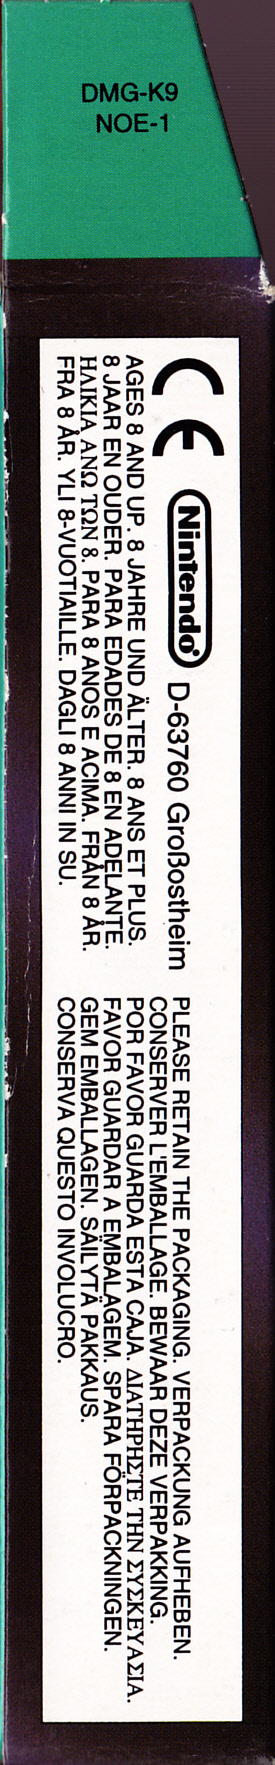 DMG-K9
NOE-1
CE Nintendo® D-63760 Großostheim
AGES 8 AND UP. 8 JAHRE UND ÄLTER. 8 ANS ET PLUS.
8 JAAR EN OUDER. PARA EDADES DE 8 EN ADELANTE.
ΗΛΙΚΙΑ ΑΝΩ ΤΩΝ 8. PARA 8 ANOS E ACIMA. FRÅN 8 ÅR.
FRA 8 ÅR. YLI 8-VUOTIAILLE. DAGLI 8 ANNI IN SU.
PLEASE RETAIN THE PACKAGING. VERPACKUNG AUFHEBEN.
CONSERVER L'EMBALLAGE. BEWAAR DEZE VERPAKKING.
POR FAVOR GUARDA ESTA CAJA. ΔΙΑΤΗΡΗΣΤΕ ΤΗΝ ΣΥΣΚΕΥΑΣΙΑ.
FAVOR GUARDAR A EMBALAGEM. SPARA FÖRPACKNINGEN.
GEM EMBALLAGEN. SÄILYTÄ PAKKAUS.
CONSERVA QUESTO INVOLUCRO.